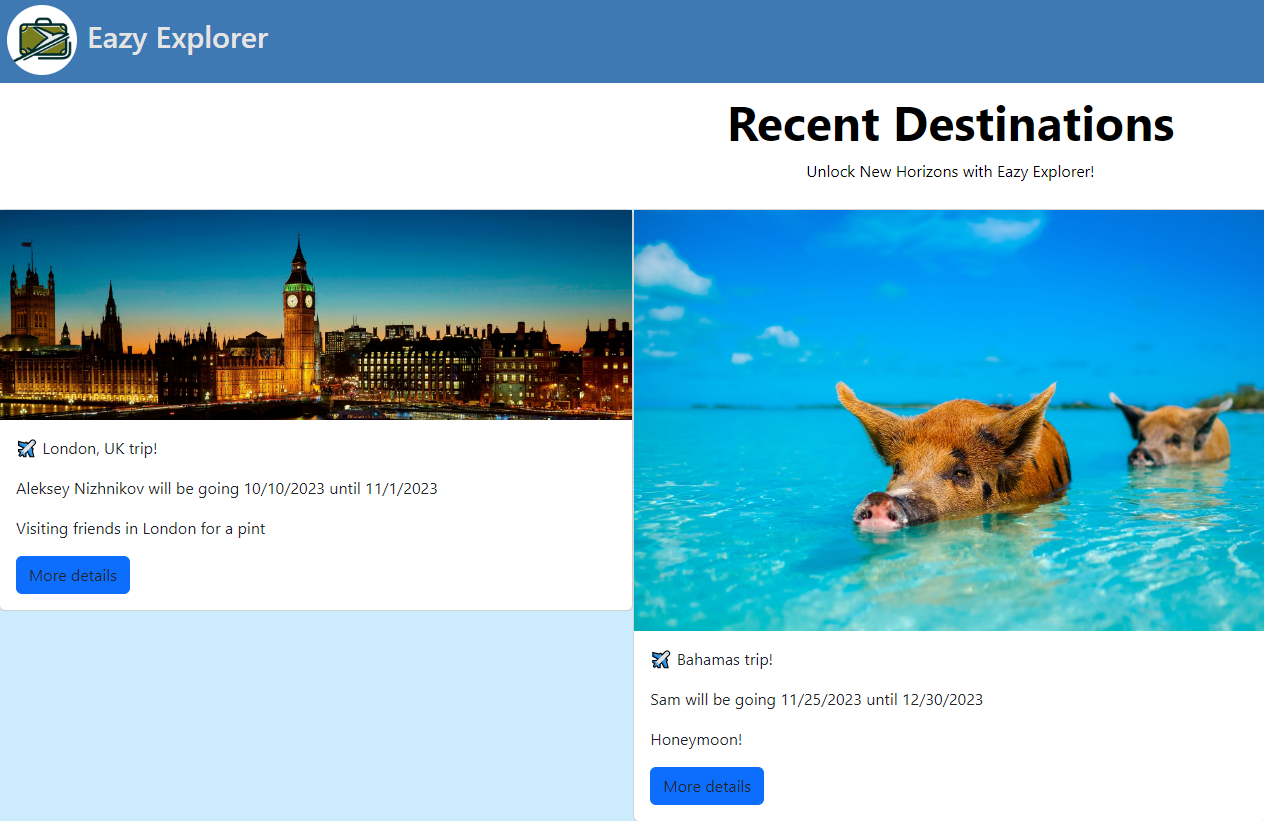 Eazy Explorer
Recent Destinations
Unlock New Horizons with Eazy Explorer!
London, UK trip!
Aleksey Nizhnikov will be going 10/10/2023 until 11/1/2023
Visiting friends in London for a pint
More details
Bahamas trip!
Sam will be going 11/25/2023 until 12/30/2023
Honeymoon!
More details